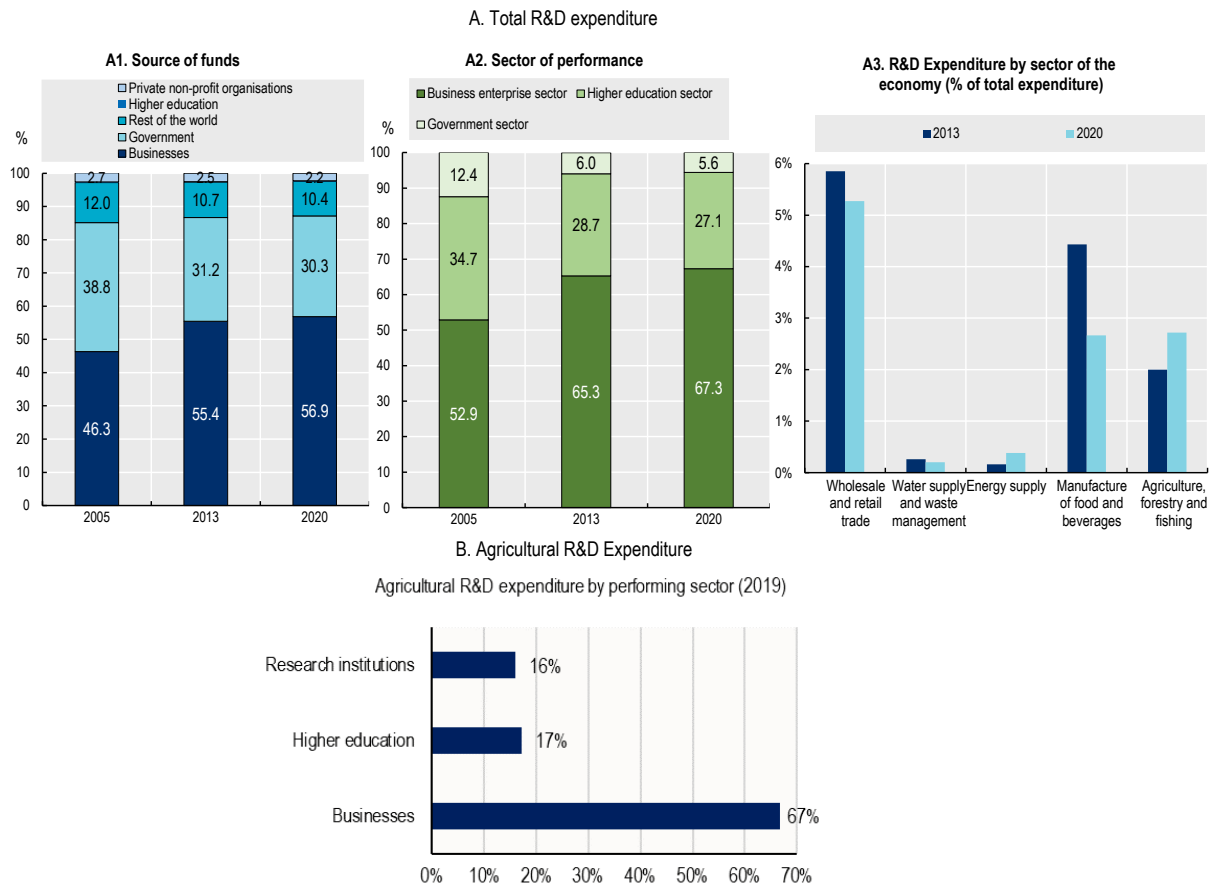 A. Total R&D expenditure
A1. Source of funds
Private non-profit organisations
Higher education
Rest of the world
Government
Businesses
%
100
90
80
70
60
50
40
30
20
10
0
2.7
12.0
38.8
46.3
2.5
10.7
31.2
55.4
2.2
10.4
30.3
56.9
2005
2013
2020
A2. Sector of performance
Business enterprise sector
Higher education sector
Government sector
%
100
90
80
70
60
50
40
30
20
10
0
12.4
34.7
52.9
6.0
28.7
65.3
5.6
27.1
67.3
2005
2013
2020
A3. R&D Expenditure by sector of the
economy (% of total expenditure)
2013
2020
6%
5%
4%
3%
2%
1%
0%
Wholesale
and retail
trade
Water supply
and waste
management
Energy supply
Manufacture
of food and
beverages
Agriculture,
forestry and
fishing
B. Agricultural R&D Expenditure
Agricultural R&D expenditure by performing sector (2019)
Research institutions
16%
Higher education
17%
Businesses
67%
0%
10%
20%
30%
40%
50%
60%
70%